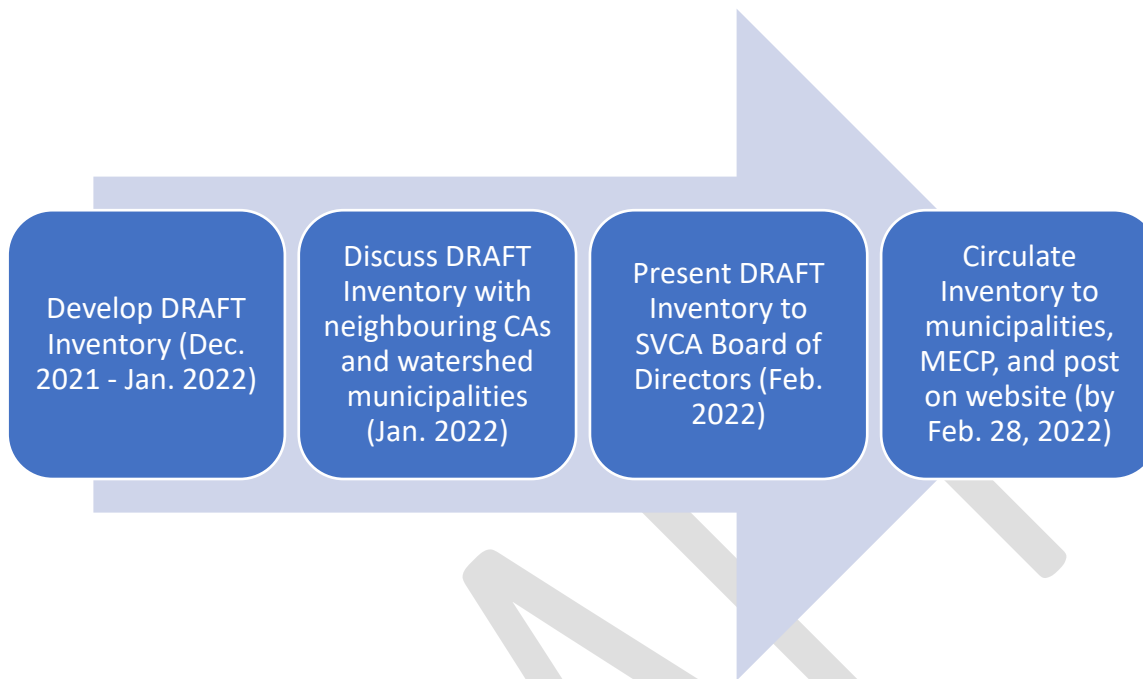 Develop DRAFT
Inventory (Dec.
2021 - Jan. 2022)
Discuss DRAFT
Inventory with
neighbouring CAs
and watershed
municipalities
(Jan. 2022)
Present DRAFT
Inventory to
SVCA Board of
Directors (Feb.
2022)
Circulate
Inventory to
municipalities,
MECP, and post
on website (by
Feb. 28, 2022)